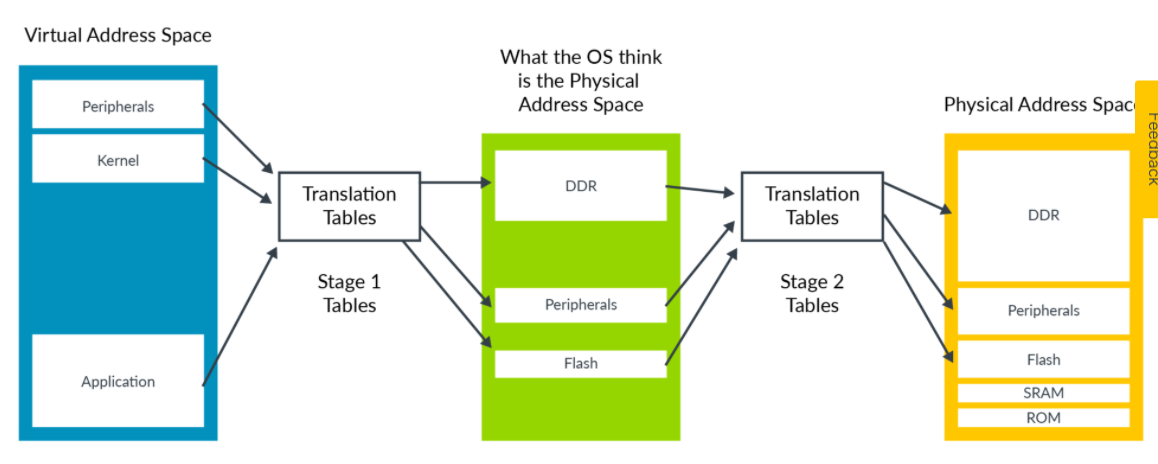 Virtual Address Space
Peripherals
Kernel
Application
Translation
Tables
Stage 1
Tables
What the OS think
is the Physical
Address Space
DDR
Peripherals
Flash
Translation
Tables
Stage 2
Tables
Physical Address Spac
DDR
Peripherals
Flash
SRAM
ROM
Feedback